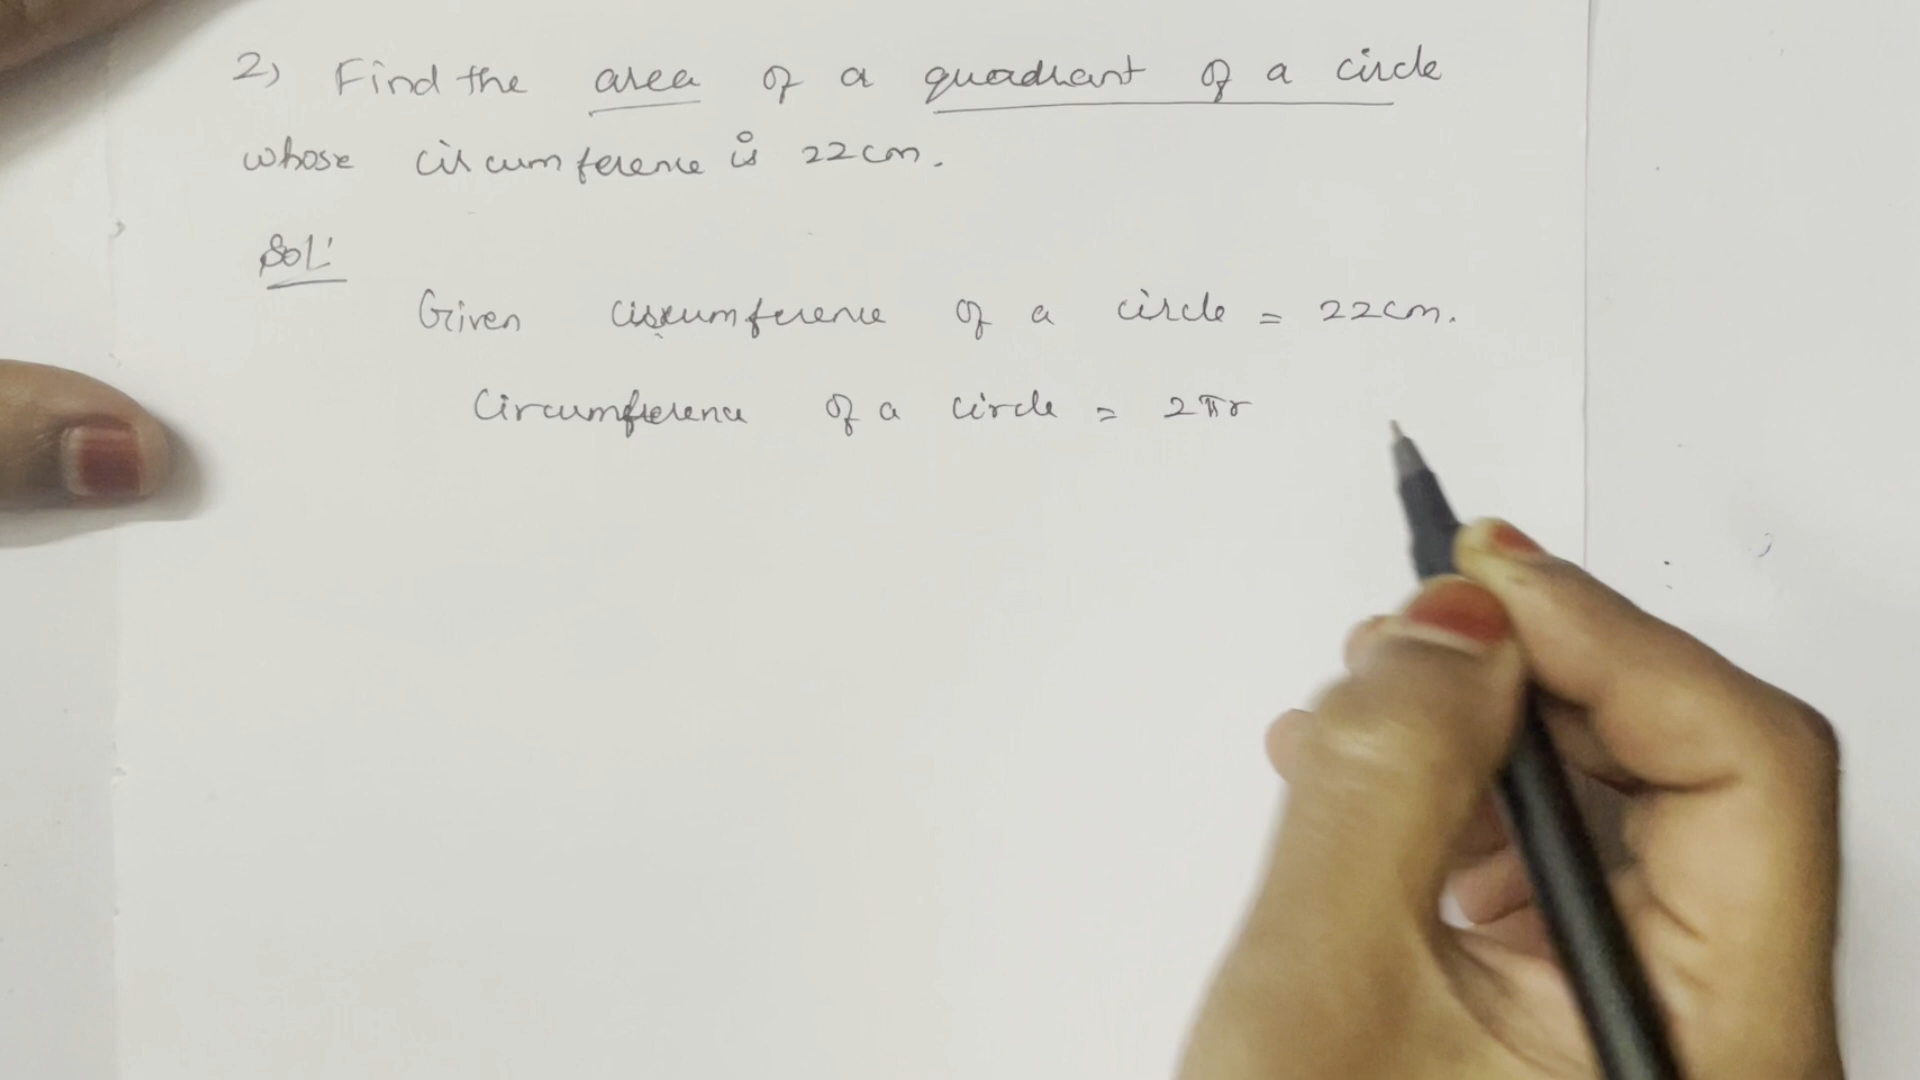 2) Find the area of a quadrant of a circle
whose circumference is 22cm.
Sol:
Given circumference of a circle = 22cm.
Circumference of a circle = 2πr